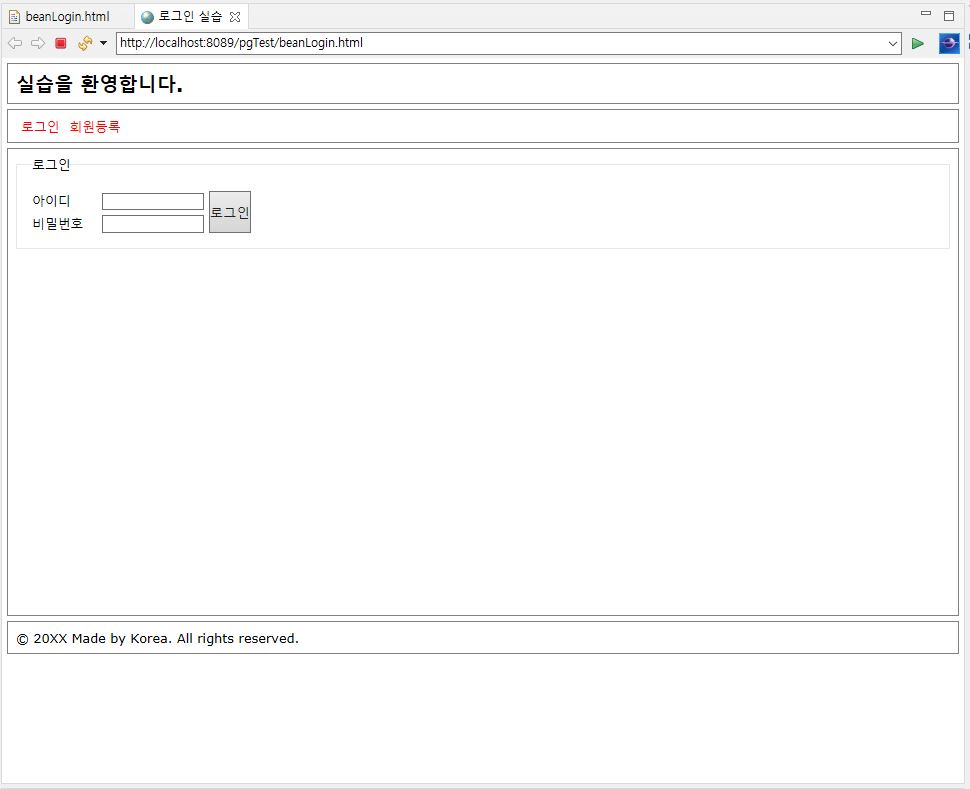 beanLogin.html 로그인 실습
http://localhost:8089/pgTest/beanLogin.html
실습을 환영합니다.
로그인 회원등록
로그인
아이디
로그인
비밀번호
© 20XX Made by Korea. All rights reserved.